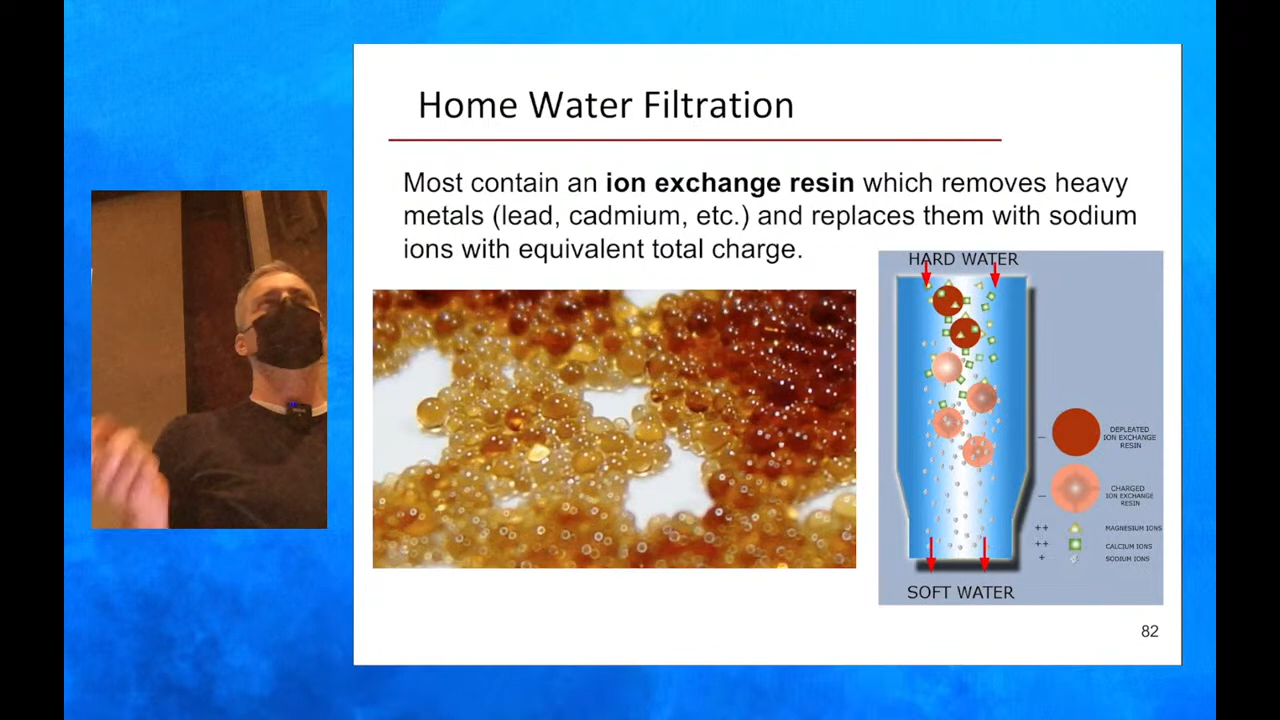 Home Water Filtration
Most contain an ion exchange resin which removes heavy
metals (lead, cadmium, etc.) and replaces them with sodium
ions with equivalent total charge.
HARD WATER
DEPLEATED
ION EXCHANGE
RESIN
CHARGED
ION EXCHANGE
RESIN
++ MAGNESIUM IONS
++ CALCIUM IONS
+ SODIUM IONS
SOFT WATER
82